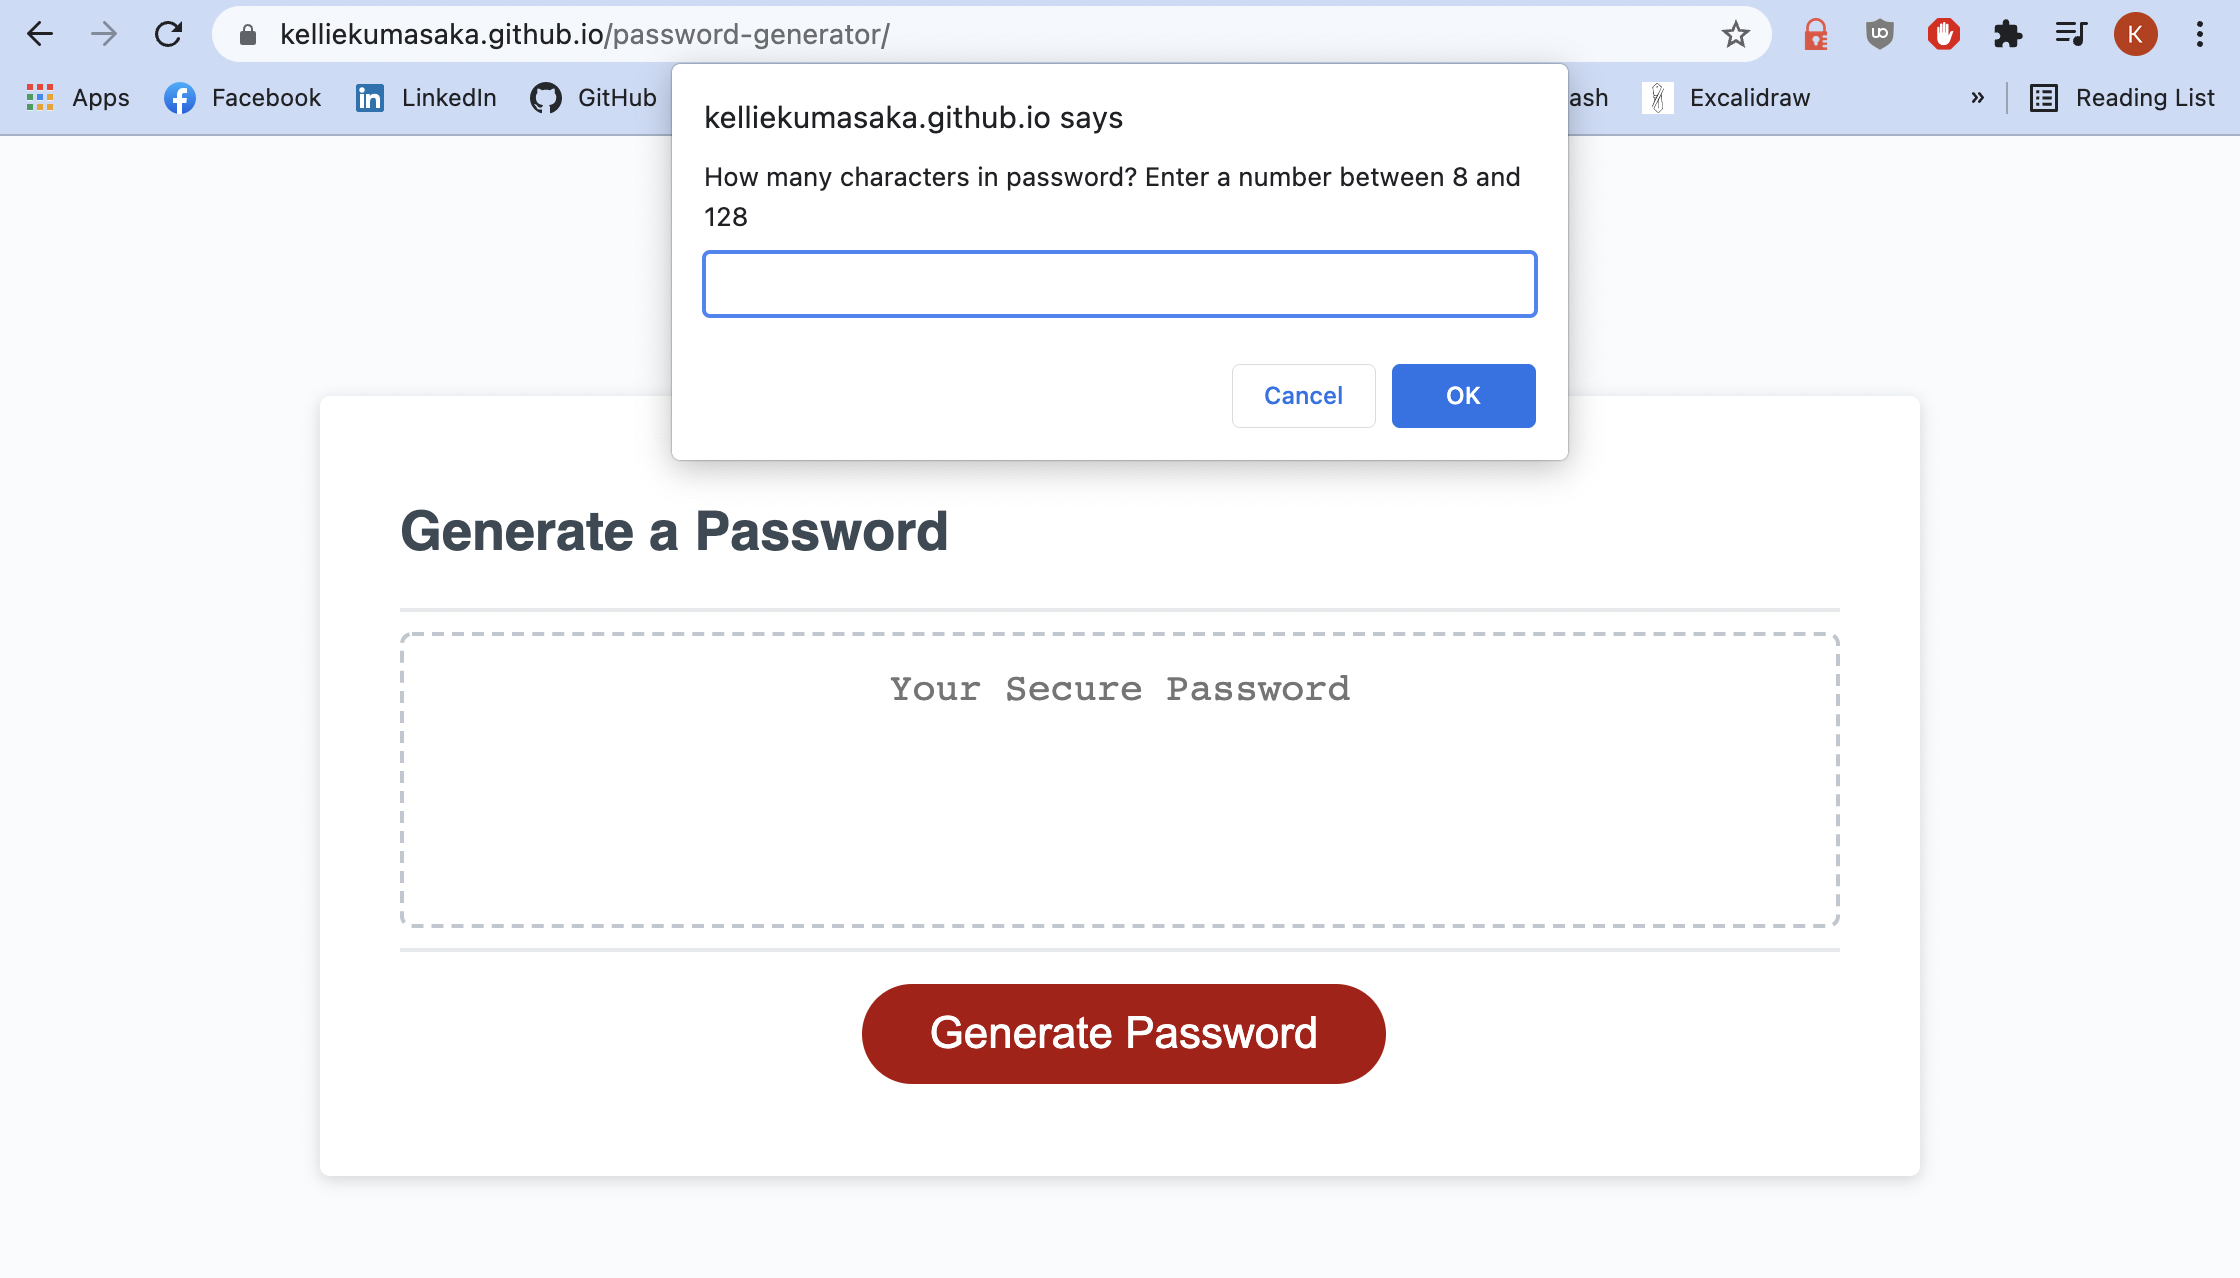 kelliekumasaka.github.io/password-generator/
K
Apps Facebook LinkedIn GitHub ash Excalidraw » Reading List
kelliekumasaka.github.io says
How many characters in password? Enter a number between 8 and
128
Cancel OK
Generate a Password
Your Secure Password
Generate Password